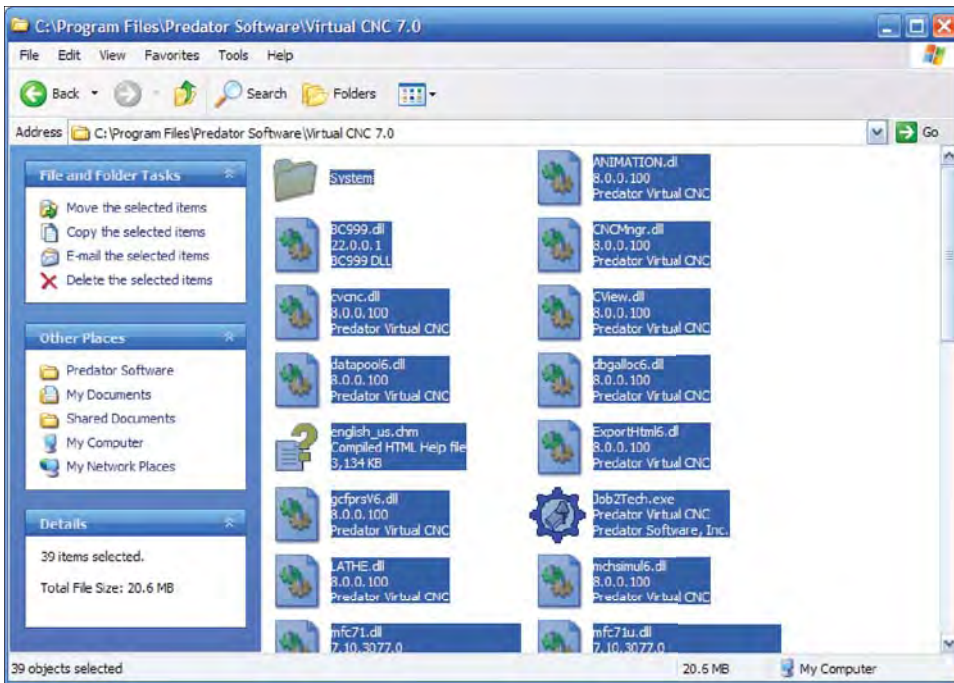 C:\Program Files\Predator Software\Virtual CNC 7.0
File Edit View Favorites Tools Help
Back Search Folders
Address C:\Program Files\Predator Software\Virtual CNC 7.0 Go
File and Folder Tasks
Move the selected items
Copy the selected items
E-mail the selected items
Delete the selected items
Other Places
Predator Software
My Documents
Shared Documents
My Computer
My Network Places
Details
39 items selected.
Total File Size: 20.6 MB
System
ANIMATION.dl
8.0.0.100
Predator Virtual CNC
BC999.dll
22.0.0.1
BC999 DLL
CNCMngr.dll
8.0.0.100
Predator Virtual CNC
cvcnc.dll
8.0.0.100
Predator Virtual CNC
CView.dll
8.0.0.100
Predator Virtual CNC
datapool6.dll
8.0.0.100
Predator Virtual CNC
dbgalloc6.dll
8.0.0.100
Predator Virtual CNC
english_us.chm
Compiled HTML Help file
3,134 KB
ExportHtml6.dl
8.0.0.100
Predator Virtual CNC
gcfprsV6.dll
8.0.0.100
Predator Virtual CNC
Job2Tech.exe
Predator Virtual CNC
Predator Software, Inc.
LATHE.dll
8.0.0.100
Predator Virtual CNC
mchsimul6.dll
8.0.0.100
Predator Virtual CNC
mfc71.dll
7.10.3077.0
mfc71u.dll
7.10.3077.0
39 objects selected 20.6 MB My Computer